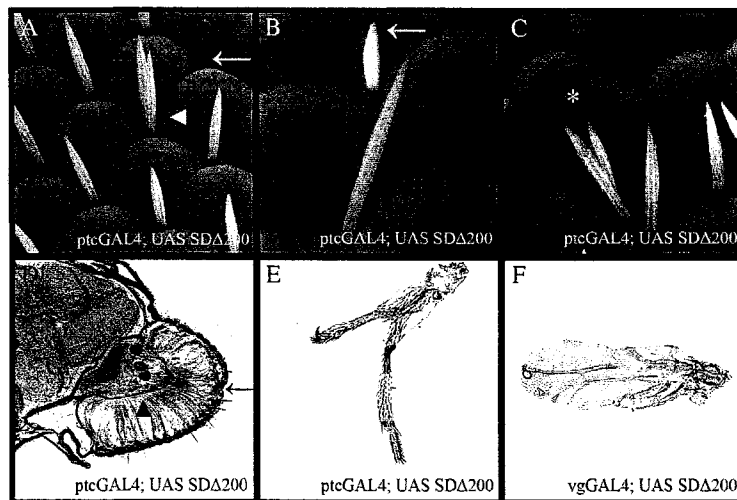 A
B
C
ptcGAL4; UAS SDΔ200
ptcGAL4; UAS SDΔ200
ptcGAL4; UAS SDΔ200
E
F
ptcGAL4; UAS SDΔ200
ptcGAL4; UAS SDΔ200
vgGAL4; UAS SDΔ200